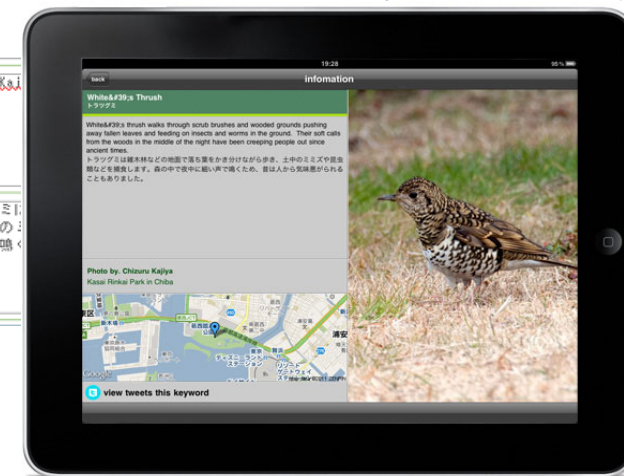 19:28
95%
back
infomation
White&#39;s Thrush
トラツグミ
White&#39;s thrush walks through scrub brushes and wooded grounds pushing
away fallen leaves and feeding on insects and worms in the ground. Their soft calls
from the woods in the middle of the night have been creeping people out since
ancient times.
トラツグミは雑木林などの地面で落ち葉をかき分けながら歩き、土中のミミズや昆虫
類などを捕食します。森の中で夜中に細い声で鳴くため、昔は人から気味悪がられる
こともありました。
Photo by. Chizuru Kajiya
Kasai Rinkai Park in Chiba
Google
view tweets this keyword